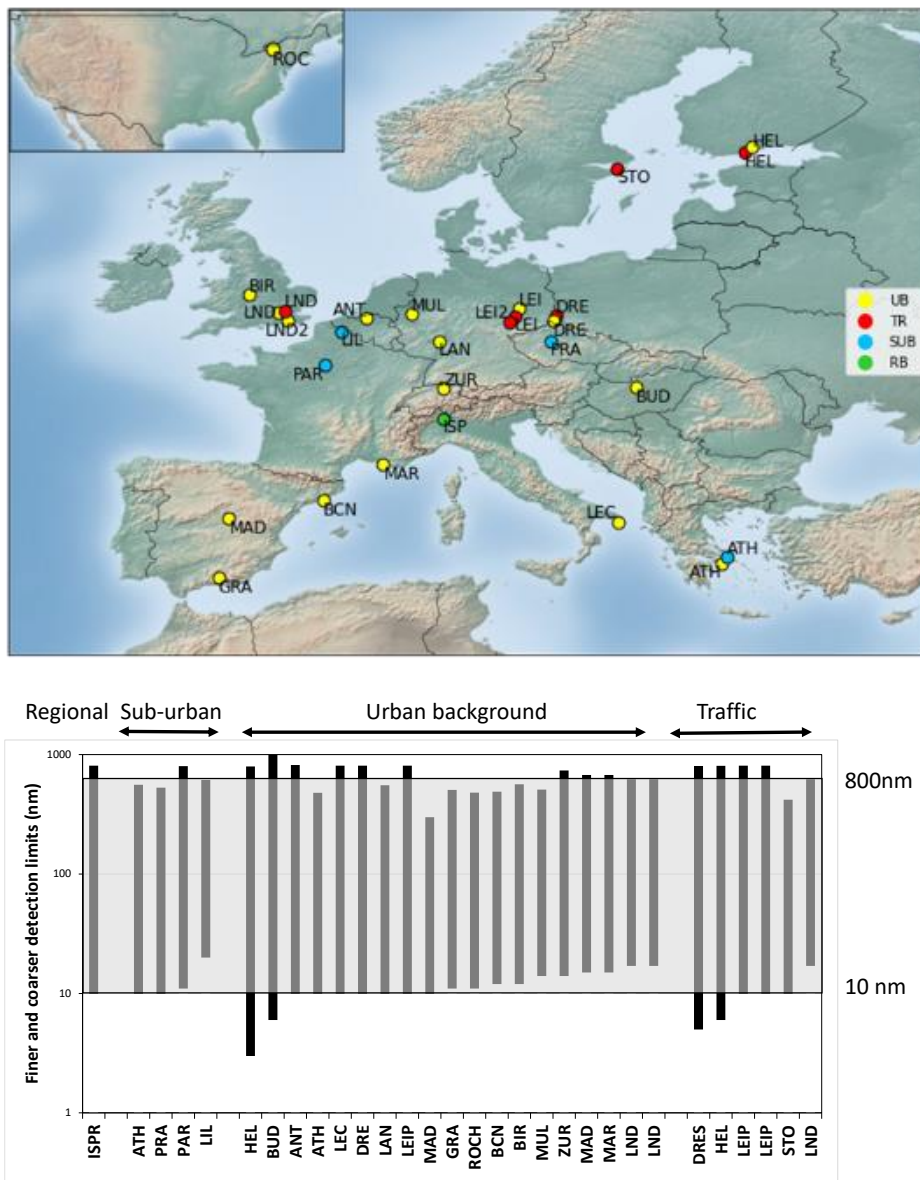 ROC
HEL
HEL
STO
BIR
LND
LND
LND2
ANT
MUL
LEI
LEI2
LEI
DRE
DRE
LIL
PRA
PAR
LAN
ZUR
BUD
ISP
MAR
BCN
MAD
GRA
LEC
ATH
ATH
UB
TR
SUB
RB
Regional Sub-urban Urban background Traffic
Finer and coarser detection limits (nm)
1000
100
10
1
800nm
10 nm
ISPR
ATH
PRA
PAR
LIL
HEL
BUD
ANT
ATH
LEC
DRE
LAN
LEIP
MAD
GRA
ROCH
BCN
BIR
MUL
ZUR
MAD
MAR
LND
LND
DRES
HEL
LEIP
LEIP
STO
LND